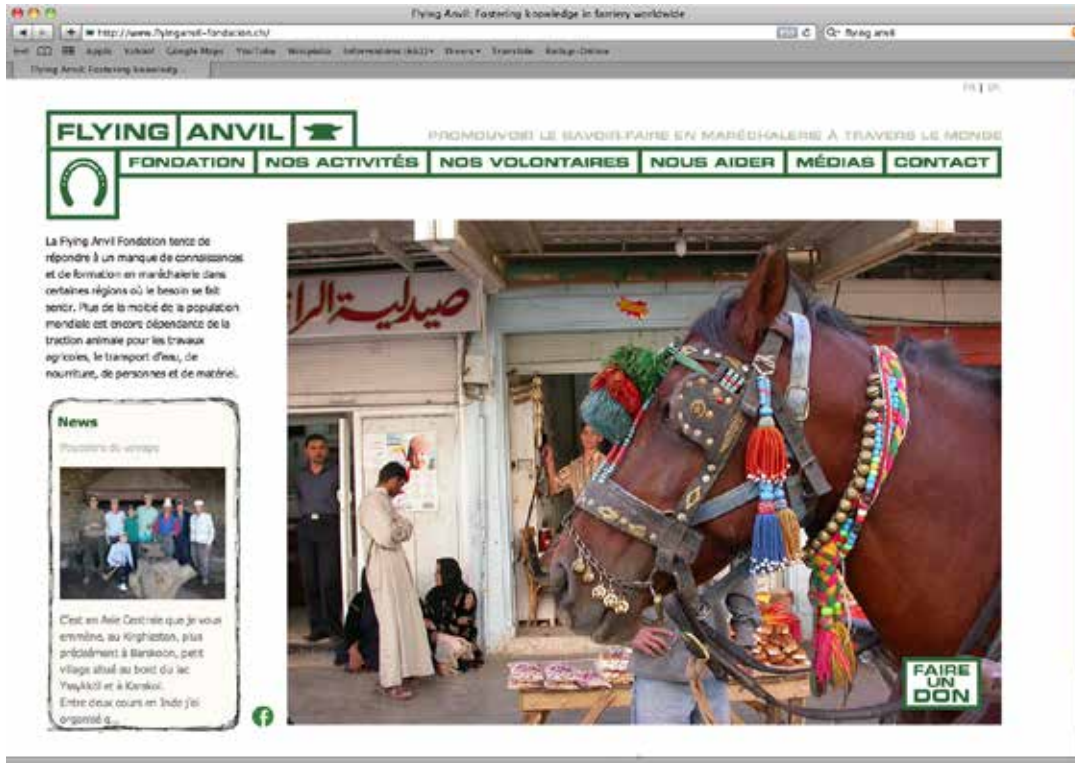 Flying Anvil: Fostering knowledge in farriery worldwide
http://www.flyinganvil-fondation.ch/
flying anvil
Apple Yahoo! Google Maps YouTube Wikipédia Informations Divers Translate
Flying Anvil: Fostering knowledg...
FR | EN
FLYING ANVIL
PROMOUVOIR LE SAVOIR-FAIRE EN MARÉCHALERIE À TRAVERS LE MONDE
FONDATION NOS ACTIVITÉS NOS VOLONTAIRES NOUS AIDER MÉDIAS CONTACT
La Flying Anvil Fondation tente de
répondre à un manque de connaissances
et de formation en maréchalerie dans
certaines régions où le besoin se fait
sentir. Plus de la moitié de la population
mondiale est encore dépendante de la
traction animale pour les travaux
agricoles, le transport d'eau, de
nourriture, de personnes et de matériel.
صيدلية الرا
News
C'est en Asie Centrale que je vous
emmène, au Kirghistan, plus
précisément à Barskoon, petit
village situé au bord du lac
Yssykköl et à Karakol.
Entre deux cours en Inde j'ai
organisé
FAIRE
UN
DON